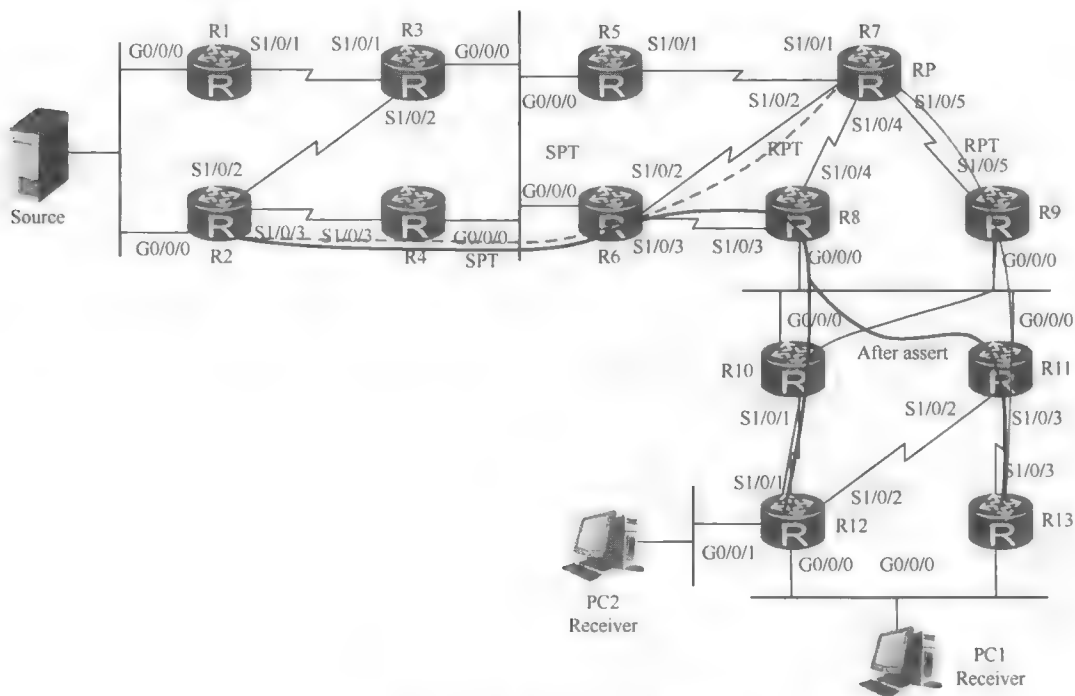 R1
R3
R5
R7
G0/0/0
S1/0/1
S1/0/1
G0/0/0
S1/0/1
S1/0/1
RP
R
R
R
R
G0/0/0
S1/0/2
S1/0/2
S1/0/5
S1/0/4
SPT
RPT
RPT
S1/0/2
G0/0/0
S1/0/2
S1/0/4
S1/0/5
Source
R
R
R
R
R
R8
R9
G0/0/0
S1/0/3
S1/0/3
G0/0/0
S1/0/3
S1/0/3
R2
R4
SPT
R6
G0/0/0
G0/0/0
G0/0/0
G0/0/0
After assert
R10
R
R
R11
S1/0/1
S1/0/2
S1/0/3
S1/0/1
S1/0/2
S1/0/3
R
R12
R
R13
G0/0/1
G0/0/0
G0/0/0
PC2
Receiver
PC1
Receiver